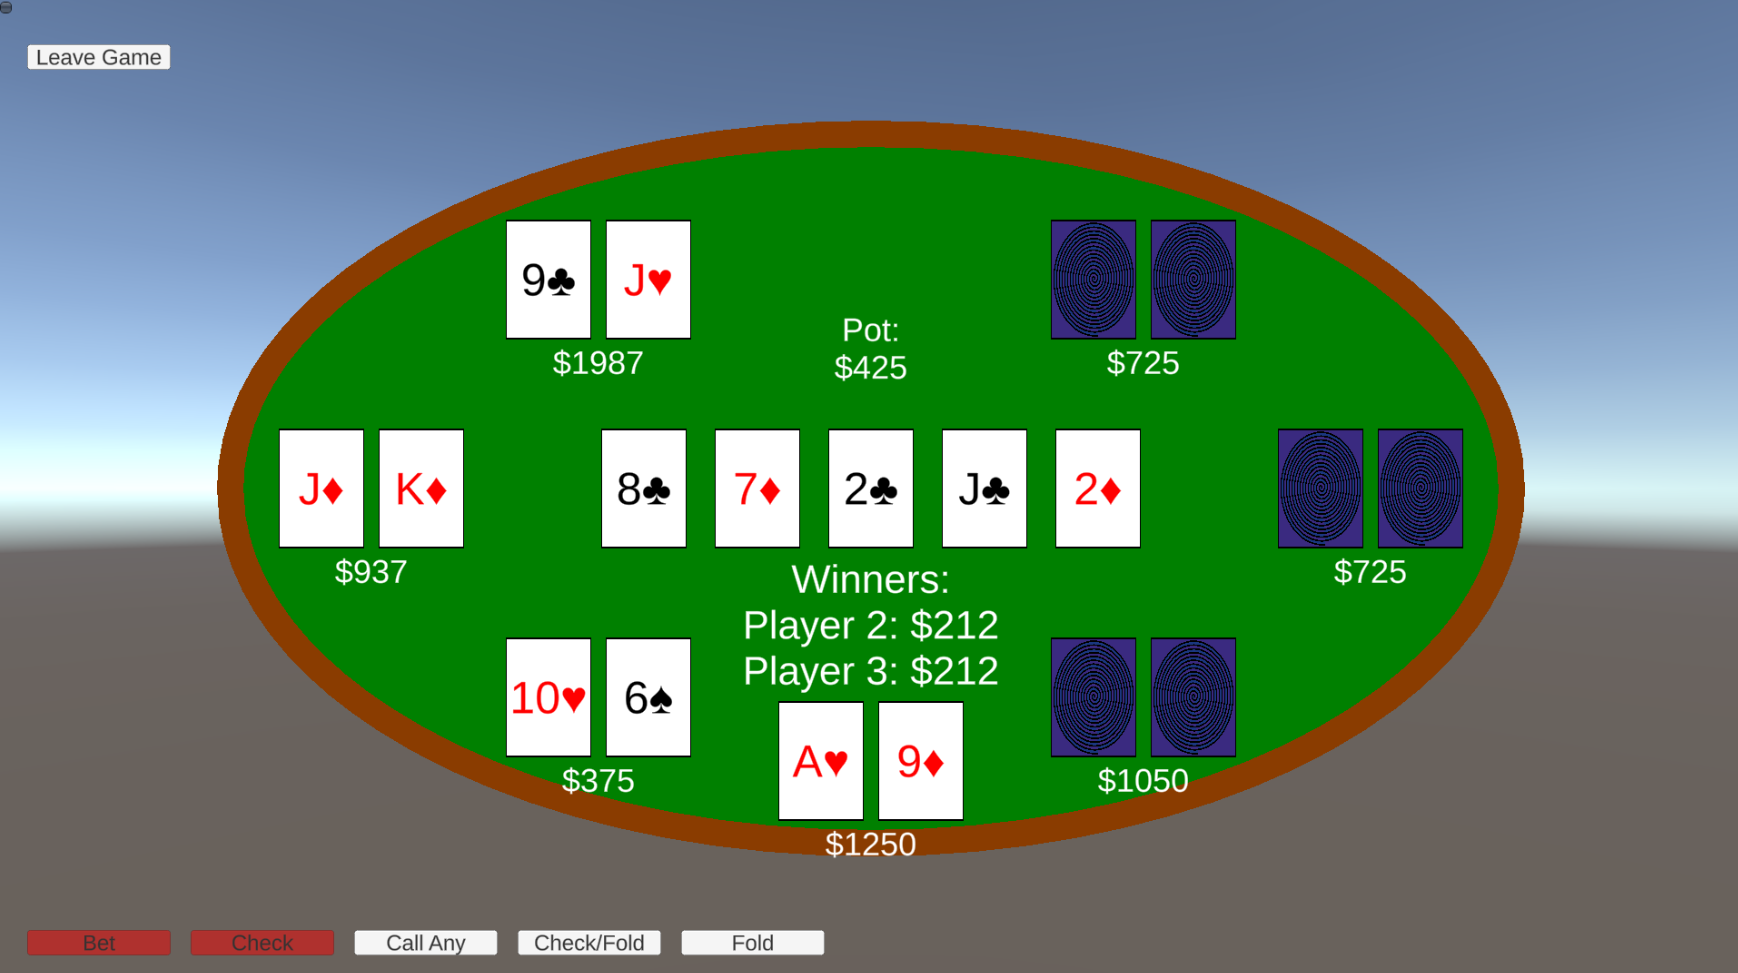 Leave Game
9♣ J♥
$1987
Pot:
$425
$725
J♦ K♦
$937
8♣ 7♦ 2♣ J♣ 2♦
$725
Winners:
Player 2: $212
Player 3: $212
10♥ 6♠
$375
A♥ 9♦
$1250
$1050
Bet
Check
Call Any
Check/Fold
Fold